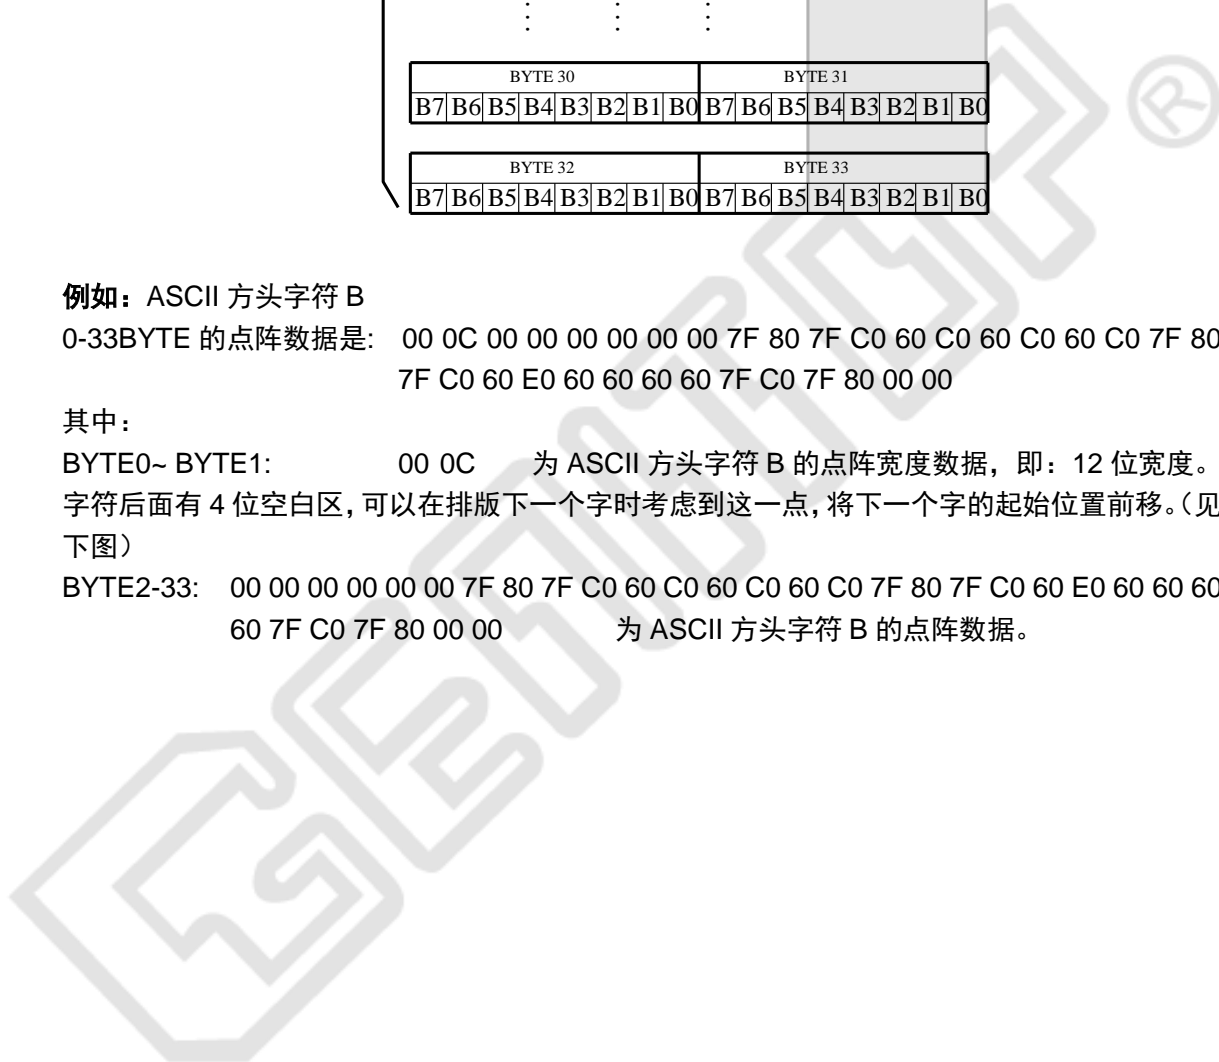 BYTE 30 BYTE 31
B7 B6 B5 B4 B3 B2 B1 B0 B7 B6 B5 B4 B3 B2 B1 B0
BYTE 32 BYTE 33
B7 B6 B5 B4 B3 B2 B1 B0 B7 B6 B5 B4 B3 B2 B1 B0
例如：ASCII 方头字符 B
0-33BYTE 的点阵数据是: 00 0C 00 00 00 00 00 00 7F 80 7F C0 60 C0 60 C0 60 C0 7F 80
7F C0 60 E0 60 60 60 60 7F C0 7F 80 00 00
其中：
BYTE0~ BYTE1: 00 0C 为 ASCII 方头字符 B 的点阵宽度数据，即：12 位宽度。
字符后面有 4 位空白区，可以在排版下一个字时考虑到这一点，将下一个字的起始位置前移。（见
下图）
BYTE2-33: 00 00 00 00 00 00 7F 80 7F C0 60 C0 60 C0 60 C0 7F 80 7F C0 60 E0 60 60 60
60 7F C0 7F 80 00 00 为 ASCII 方头字符 B 的点阵数据。
GENITOP®